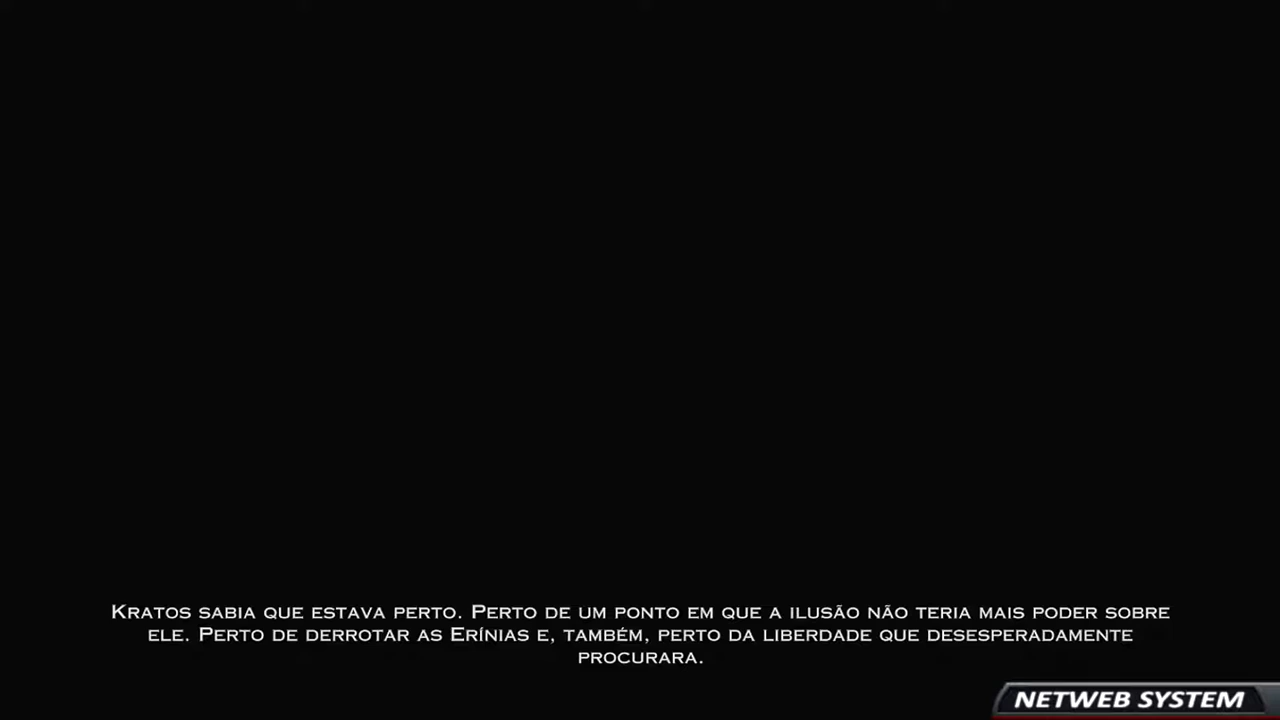 Kratos sabia que estava perto. Perto de um ponto em que a ilusão não teria mais poder sobre
ele. Perto de derrotar as Erínias e, também, perto da liberdade que desesperadamente
procurara.
NETWEB SYSTEM